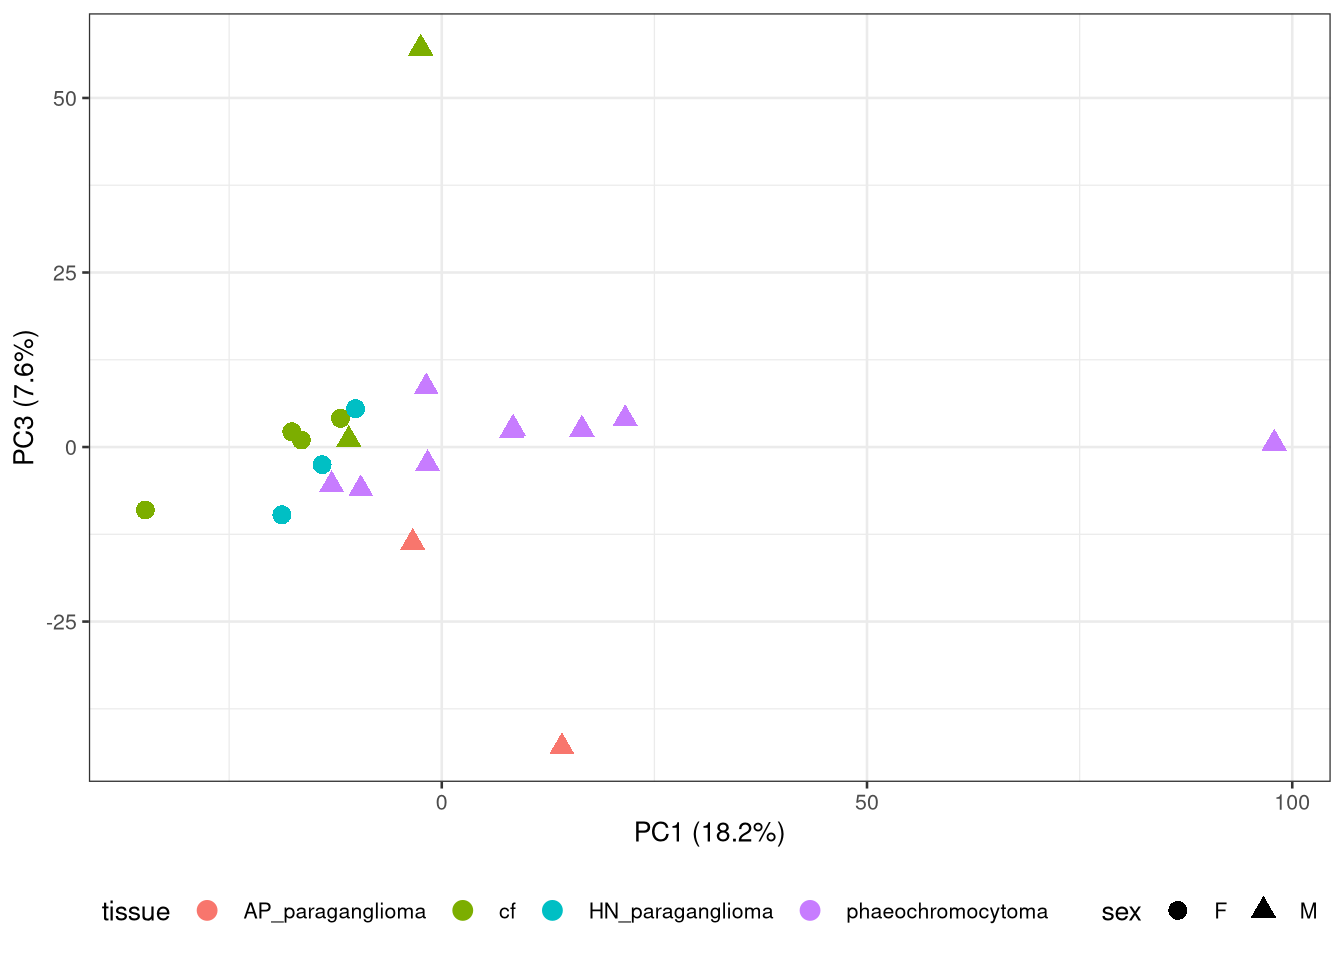 50
25
0
-25
PC3 (7.6%)
0 50 100
PC1 (18.2%)
tissue AP_paraganglioma cf HN_paraganglioma phaeochromocytoma sex F M